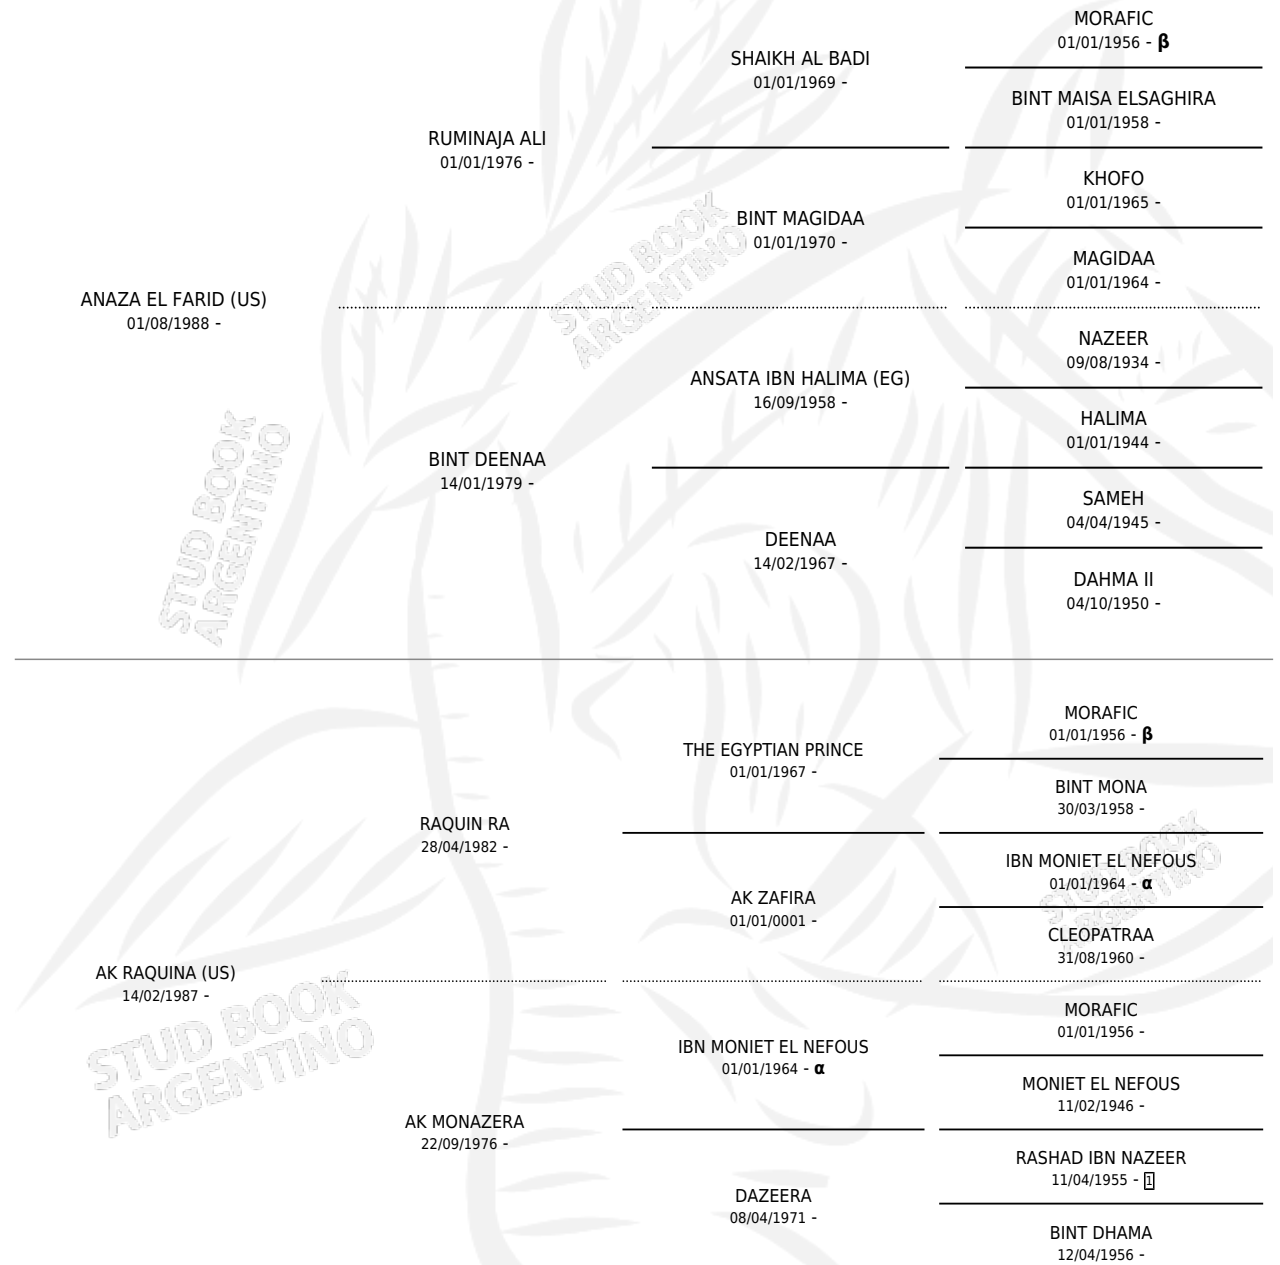 MORAFIC
01/01/1956 - β
SHAIKH AL BADI
01/01/1969 -
BINT MAISA ELSAGHIRA
01/01/1958 -
RUMINAJA ALI
01/01/1976 -
KHOFO
01/01/1965 -
BINT MAGIDAA
01/01/1970 -
MAGIDAA
01/01/1964 -
ANAZA EL FARID (US)
01/08/1988 -
NAZEER
09/08/1934 -
ANSATA IBN HALIMA (EG)
16/09/1958 -
HALIMA
01/01/1944 -
BINT DEENAA
14/01/1979 -
SAMEH
04/04/1945 -
DEENAA
14/02/1967 -
DAHMA II
04/10/1950 -
MORAFIC
01/01/1956 - β
THE EGYPTIAN PRINCE
01/01/1967 -
BINT MONA
30/03/1958 -
RAQUIN RA
28/04/1982 -
IBN MONIET EL NEFOUS
01/01/1964 - α
AK ZAFIRA
01/01/0001 -
CLEOPATRAA
31/08/1960 -
AK RAQUINA (US)
14/02/1987 -
MORAFIC
01/01/1956 -
IBN MONIET EL NEFOUS
01/01/1964 - α
MONIET EL NEFOUS
11/02/1946 -
AK MONAZERA
22/09/1976 -
RASHAD IBN NAZEER
11/04/1955 - 1
DAZEERA
08/04/1971 -
BINT DHAMA
12/04/1956 -
STUD BOOK
ARGENTINO
STUD BOOK
ARGENTINO
STUD BOOK
ARGENTINO
STUD BOOK
ARGENTINO